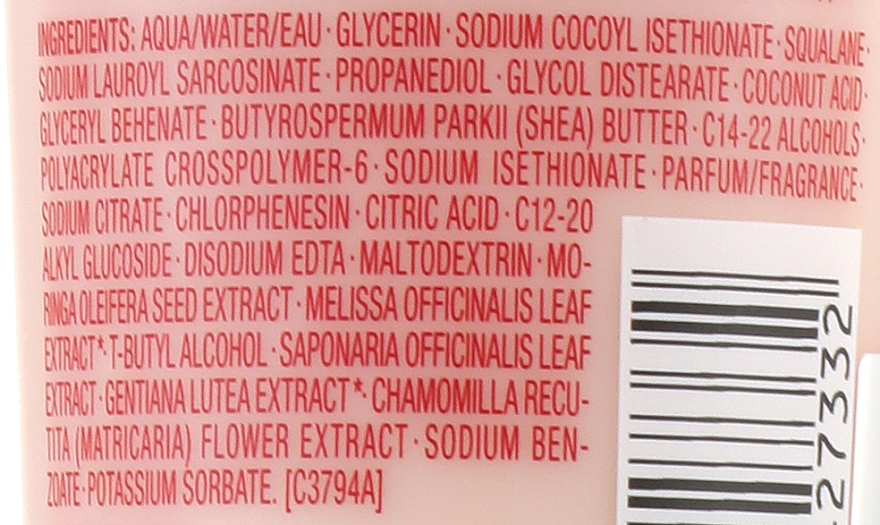 INGREDIENTS: AQUA/WATER/EAU · GLYCERIN · SODIUM COCOYL ISETHIONATE · SQUALANE ·
SODIUM LAUROYL SARCOSINATE · PROPANEDIOL · GLYCOL DISTEARATE · COCONUT ACID ·
GLYCERYL BEHENATE · BUTYROSPERMUM PARKII (SHEA) BUTTER · C14-22 ALCOHOLS ·
POLYACRYLATE CROSSPOLYMER-6 · SODIUM ISETHIONATE · PARFUM/FRAGRANCE ·
SODIUM CITRATE · CHLORPHENESIN · CITRIC ACID · C12-20
ALKYL GLUCOSIDE · DISODIUM EDTA · MALTODEXTRIN · MO-
RINGA OLEIFERA SEED EXTRACT · MELISSA OFFICINALIS LEAF
EXTRACT* · T-BUTYL ALCOHOL · SAPONARIA OFFICINALIS LEAF
EXTRACT · GENTIANA LUTEA EXTRACT* · CHAMOMILLA RECU-
TITA (MATRICARIA) FLOWER EXTRACT · SODIUM BEN-
ZOATE · POTASSIUM SORBATE. [C3794A]
27332